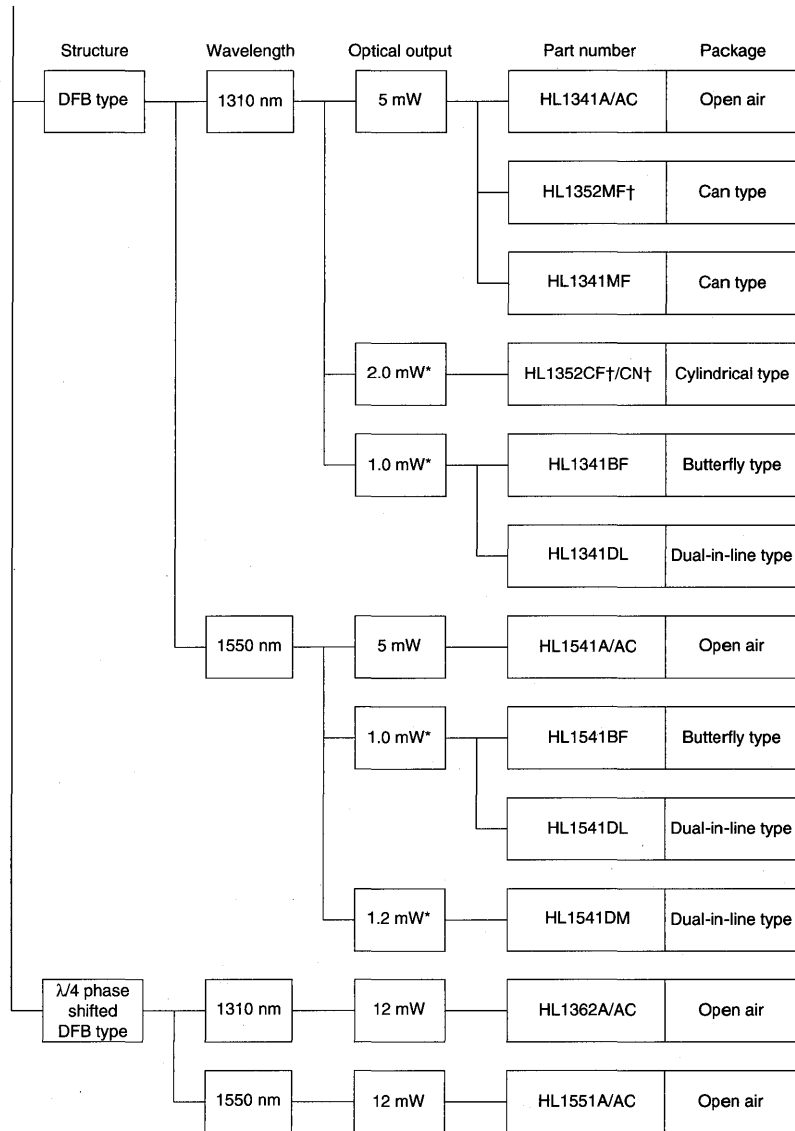 Structure Wavelength Optical output Part number Package
DFB type 1310 nm 5 mW HL1341A/AC Open air
HL1352MF† Can type
HL1341MF Can type
2.0 mW* HL1352CF†/CN† Cylindrical type
1.0 mW* HL1341BF Butterfly type
HL1341DL Dual-in-line type
1550 nm 5 mW HL1541A/AC Open air
1.0 mW* HL1541BF Butterfly type
HL1541DL Dual-in-line type
1.2 mW* HL1541DM Dual-in-line type
λ/4 phase
shifted
DFB type
1310 nm 12 mW HL1362A/AC Open air
1550 nm 12 mW HL1551A/AC Open air